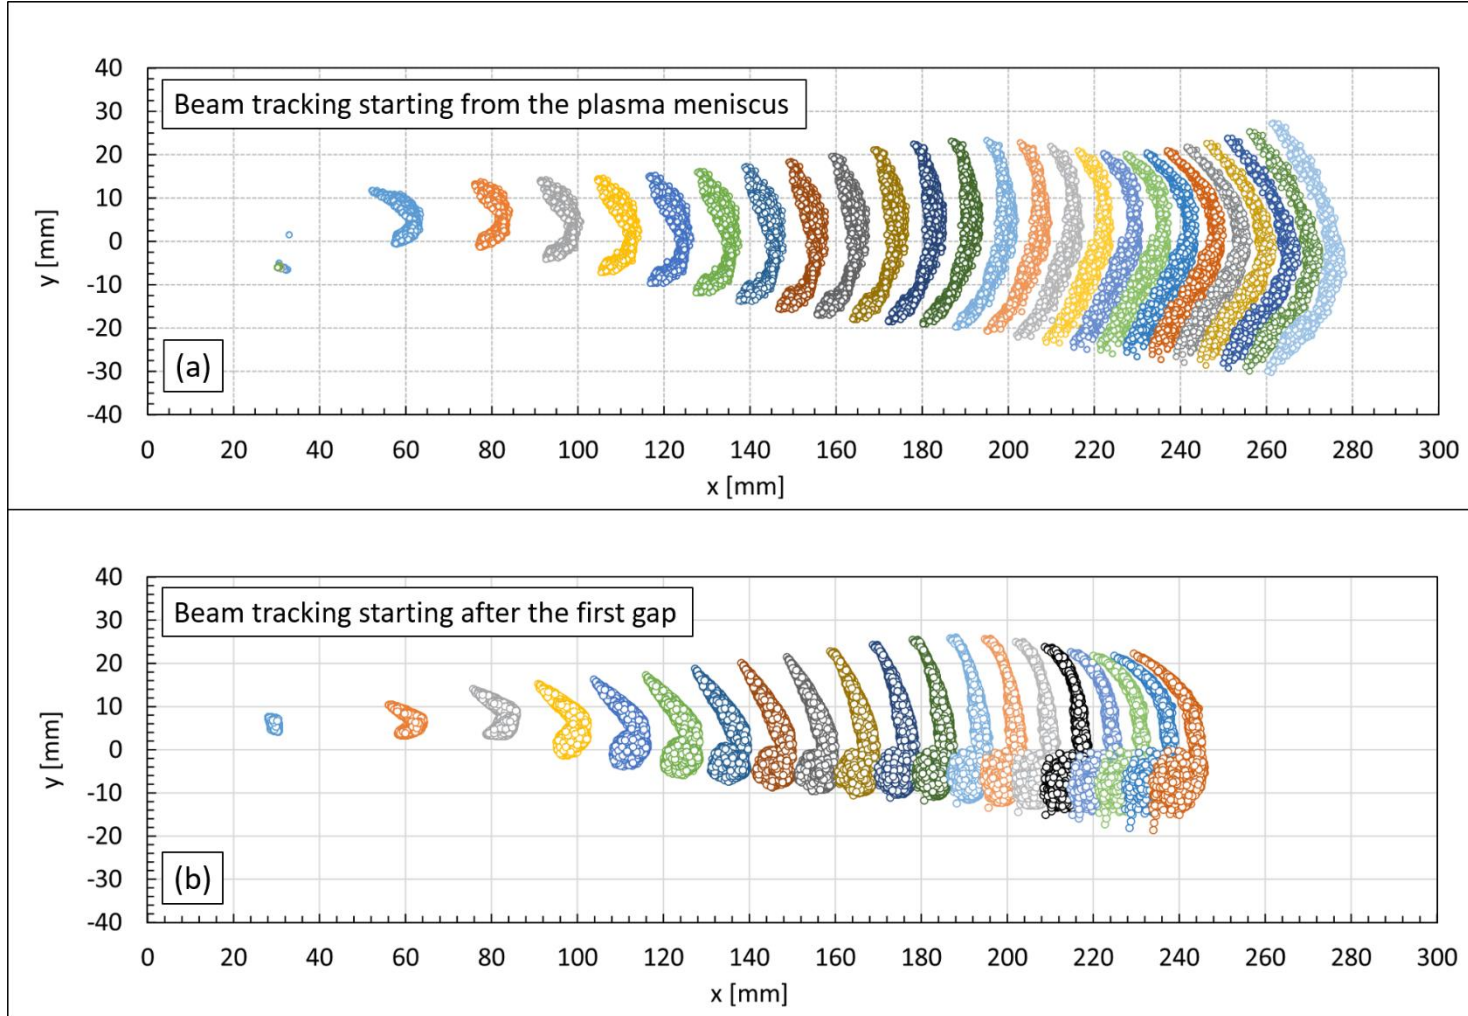 40
Beam tracking starting from the plasma meniscus
30
20
10
y [mm]
0
-10
-20
(a)
-30
-40
0 20 40 60 80 100 120 140 160 180 200 220 240 260 280 300
x [mm]
40
Beam tracking starting after the first gap
30
20
10
y [mm]
0
-10
-20
(b)
-30
-40
0 20 40 60 80 100 120 140 160 180 200 220 240 260 280 300
x [mm]